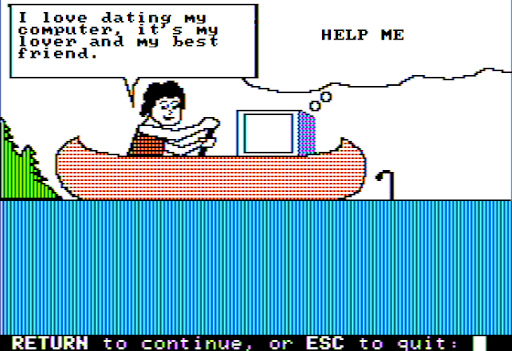 I love dating my
computer, it's my
lover and my best
friend.
HELP ME
RETURN to continue, or ESC to quit: